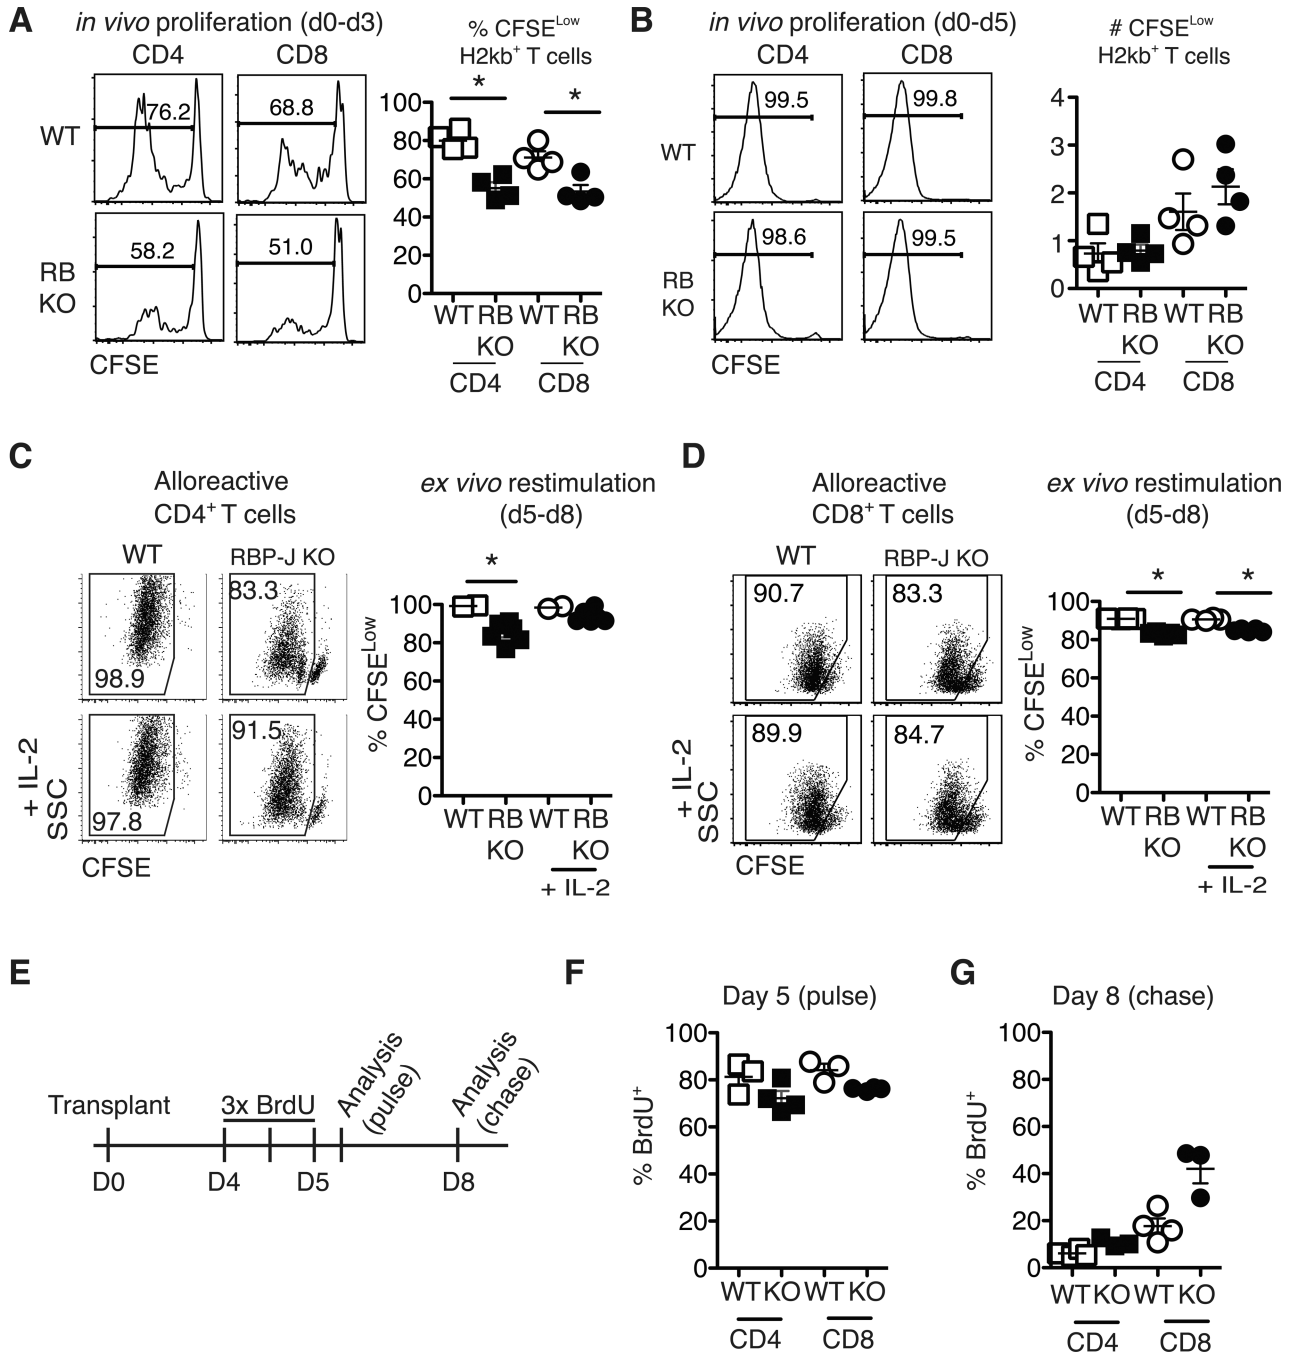 A
in vivo proliferation (d0-d3)
CD4
CD8
WT
76.2
68.8
RB
KO
58.2
51.0
CFSE
% CFSELow
H2kb+ T cells
*
*
100
80
60
40
20
0
WT RB WT RB
KO KO
CD4 CD8
B
in vivo proliferation (d0-d5)
CD4
CD8
WT
99.5
99.8
RB
KO
98.6
99.5
CFSE
# CFSELow
H2kb+ T cells
4
3
2
1
0
WT RB WT RB
KO KO
CD4 CD8
C
Alloreactive
CD4+ T cells
WT
RBP-J KO
98.9
83.3
97.8
91.5
+ IL-2
SSC
CFSE
ex vivo restimulation
(d5-d8)
*
% CFSELow
100
80
60
40
20
0
WT RB WT RB
KO KO
+ IL-2
D
Alloreactive
CD8+ T cells
WT
RBP-J KO
90.7
83.3
89.9
84.7
+ IL-2
SSC
CFSE
ex vivo restimulation
(d5-d8)
*
*
% CFSELow
100
80
60
40
20
0
WT RB WT RB
KO KO
+ IL-2
E
Transplant
3x BrdU
Analysis
(pulse)
Analysis
(chase)
D0
D4
D5
D8
F
Day 5 (pulse)
% BrdU+
100
80
60
40
20
0
WT KO WT KO
CD4 CD8
G
Day 8 (chase)
% BrdU+
100
80
60
40
20
0
WT KO WT KO
CD4 CD8